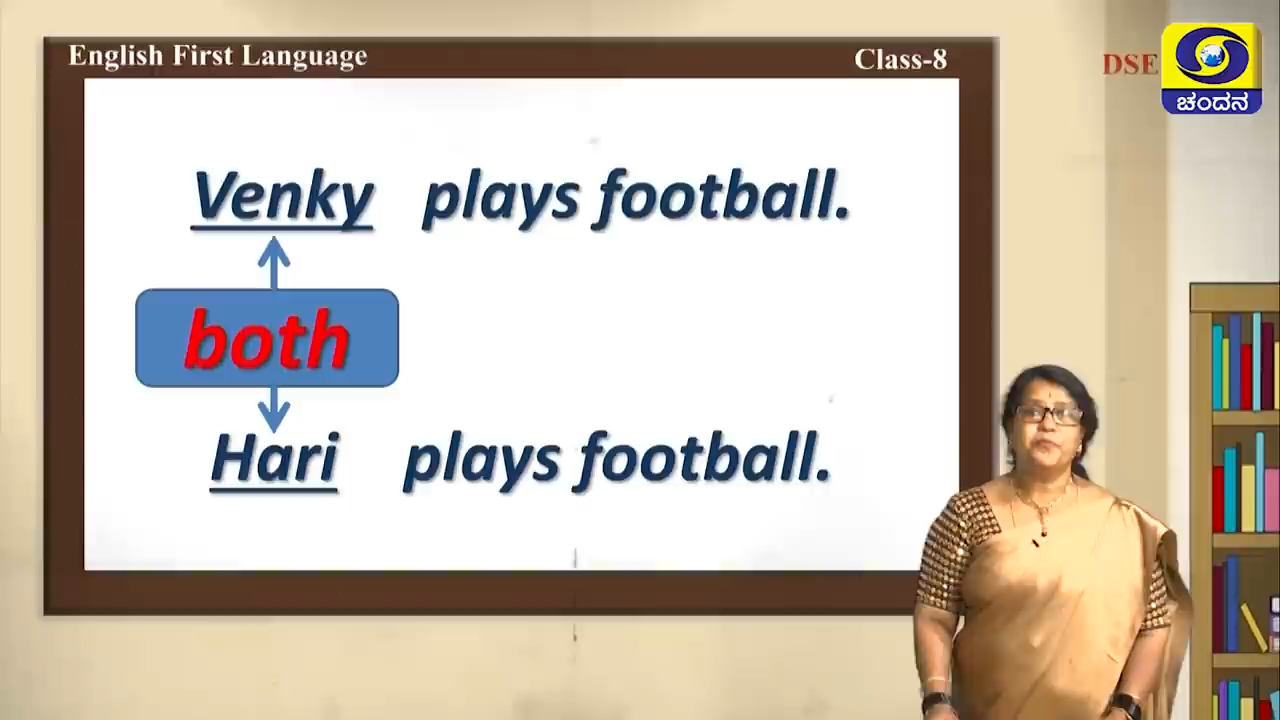 English First Language
Class-8
DSE
ಚಂದನ
Venky plays football.
both
Hari plays football.